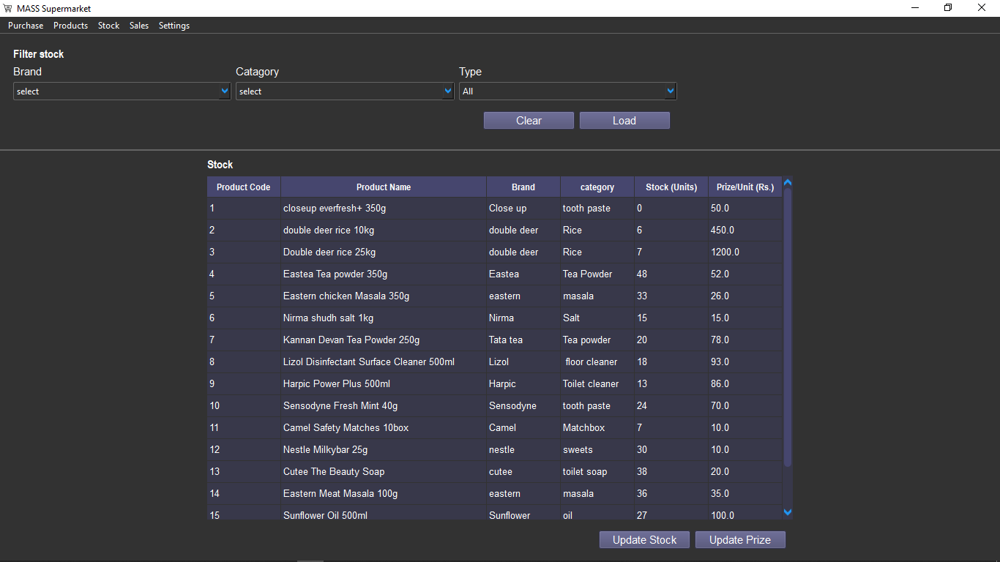 MASS Supermarket
Purchase Products Stock Sales Settings
Filter stock
Brand Catagory Type
select select All
Clear Load
Stock
Product Code Product Name Brand category Stock (Units) Prize/Unit (Rs.)
1 closeup everfresh+ 350g Close up tooth paste 0 50.0
2 double deer rice 10kg double deer Rice 6 450.0
3 Double deer rice 25kg double deer Rice 7 1200.0
4 Eastea Tea powder 350g Eastea Tea Powder 48 52.0
5 Eastern chicken Masala 350g eastern masala 33 26.0
6 Nirma shudh salt 1kg Nirma Salt 15 15.0
7 Kannan Devan Tea Powder 250g Tata tea Tea powder 20 78.0
8 Lizol Disinfectant Surface Cleaner 500ml Lizol floor cleaner 18 93.0
9 Harpic Power Plus 500ml Harpic Toilet cleaner 13 86.0
10 Sensodyne Fresh Mint 40g Sensodyne tooth paste 24 70.0
11 Camel Safety Matches 10box Camel Matchbox 7 10.0
12 Nestle Milkybar 25g nestle sweets 30 10.0
13 Cutee The Beauty Soap cutee toilet soap 38 20.0
14 Eastern Meat Masala 100g eastern masala 36 35.0
15 Sunflower Oil 500ml Sunflower oil 27 100.0
Update Stock Update Prize